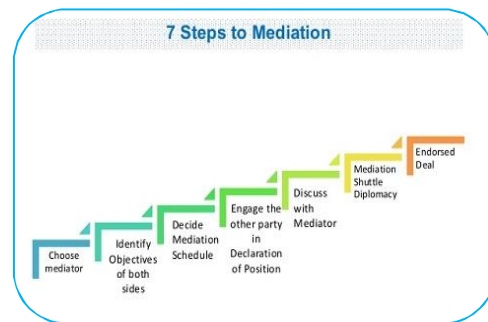 7 Steps to Mediation
Choose
mediator
Identify
Objectives
of both
sides
Decide
Mediation
Schedule
Engage the
other party
in
Declaration
of Position
Discuss
with
Mediator
Mediation
Shuttle
Diplomacy
Endorsed
Deal